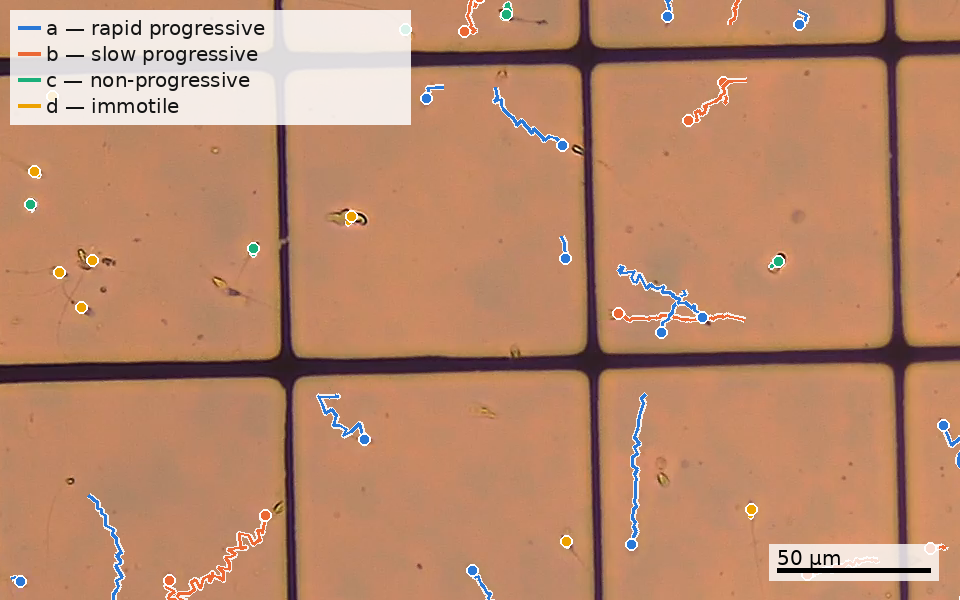 a — rapid progressive
b — slow progressive
c — non-progressive
d — immotile
50 µm